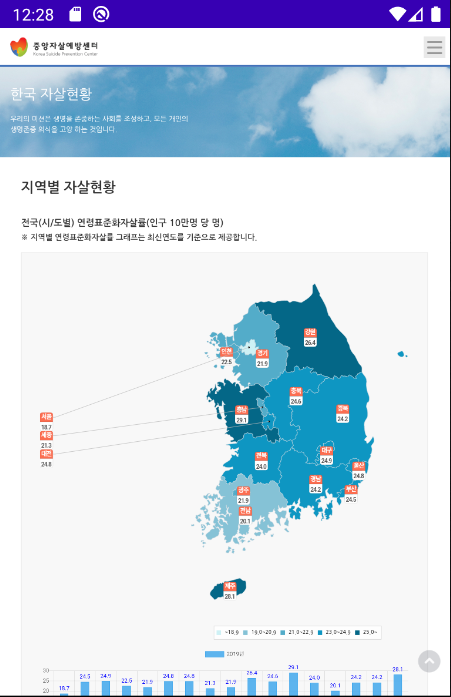 12:28
중앙자살예방센터
Korea Suicide Prevention Center
한국 자살현황
우리의 미션은 생명을 존중하는 사회를 조성하고, 모든 개인의
생명존중 의식을 고양 하는 것입니다.
지역별 자살현황
전국(시/도별) 연령표준화자살률(인구 10만명 당 명)
※ 지역별 연령표준화자살률 그래프는 최신연도를 기준으로 제공합니다.
강원
26.4
인천
22.5
경기
21.9
충북
24.6
충남
29.1
경북
24.2
서울
18.7
세종
21.3
대전
24.8
대구
24.9
전북
24.0
울산
24.8
경남
24.2
부산
24.5
광주
21.9
전남
20.1
제주
28.1
~18.9
19.0~20.9
21.0~22.9
23.0~24.9
25.0~
2019년
30
25
20
18.7
24.5
24.9
22.5
21.9
24.8
24.8
21.3
21.9
26.4
24.6
29.1
24.0
20.1
24.2
24.2
28.1